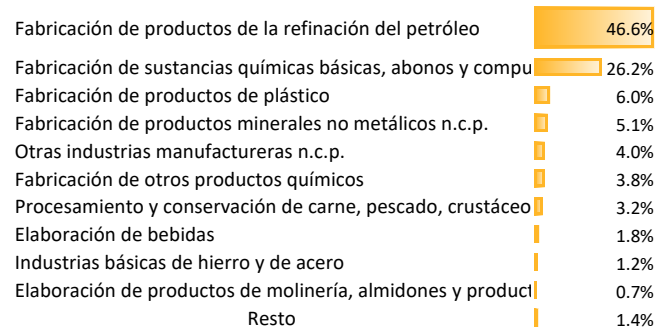 Fabricación de productos de la refinación del petróleo 46.6%
Fabricación de sustancias químicas básicas, abonos y compu 26.2%
Fabricación de productos de plástico 6.0%
Fabricación de productos minerales no metálicos n.c.p. 5.1%
Otras industrias manufactureras n.c.p. 4.0%
Fabricación de otros productos químicos 3.8%
Procesamiento y conservación de carne, pescado, crustáceo 3.2%
Elaboración de bebidas 1.8%
Industrias básicas de hierro y de acero 1.2%
Elaboración de productos de molinería, almidones y product 0.7%
Resto 1.4%